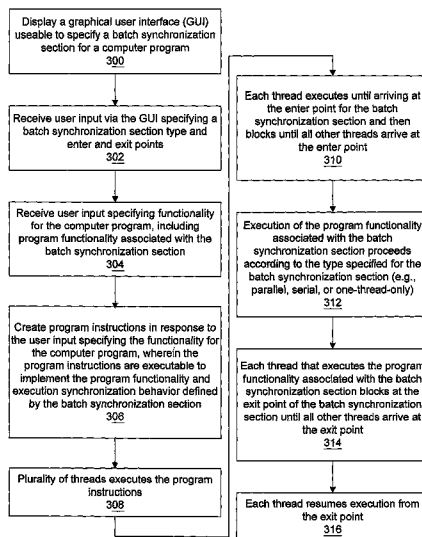 Display a graphical user interface (GUI)
useable to specify a batch synchronization
section for a computer program
300
Receive user input via the GUI specifying a
batch synchronization section type and
enter and exit points
302
Receive user input specifying functionality
for the computer program, including
program functionality associated with the
batch synchronization section
304
Create program instructions in response to
the user input specifying the functionality for
the computer program, wherein the
program instructions are executable to
implement the program functionality and
execution synchronization behavior defined
by the batch synchronization section
306
Plurality of threads executes the program
instructions
308
Each thread executes until arriving at
the enter point for the batch
synchronization section and then
blocks until all other threads arrive at
the enter point
310
Execution of the program functionality
associated with the batch
synchronization section proceeds
according to the type specified for the
batch synchronization section (e.g.,
parallel, serial, or one-thread-only)
312
Each thread that executes the program
functionality associated with the batch
synchronization section blocks at the
exit point of the batch synchronization
section until all other threads arrive at
the exit point
314
Each thread resumes execution from
the exit point
316